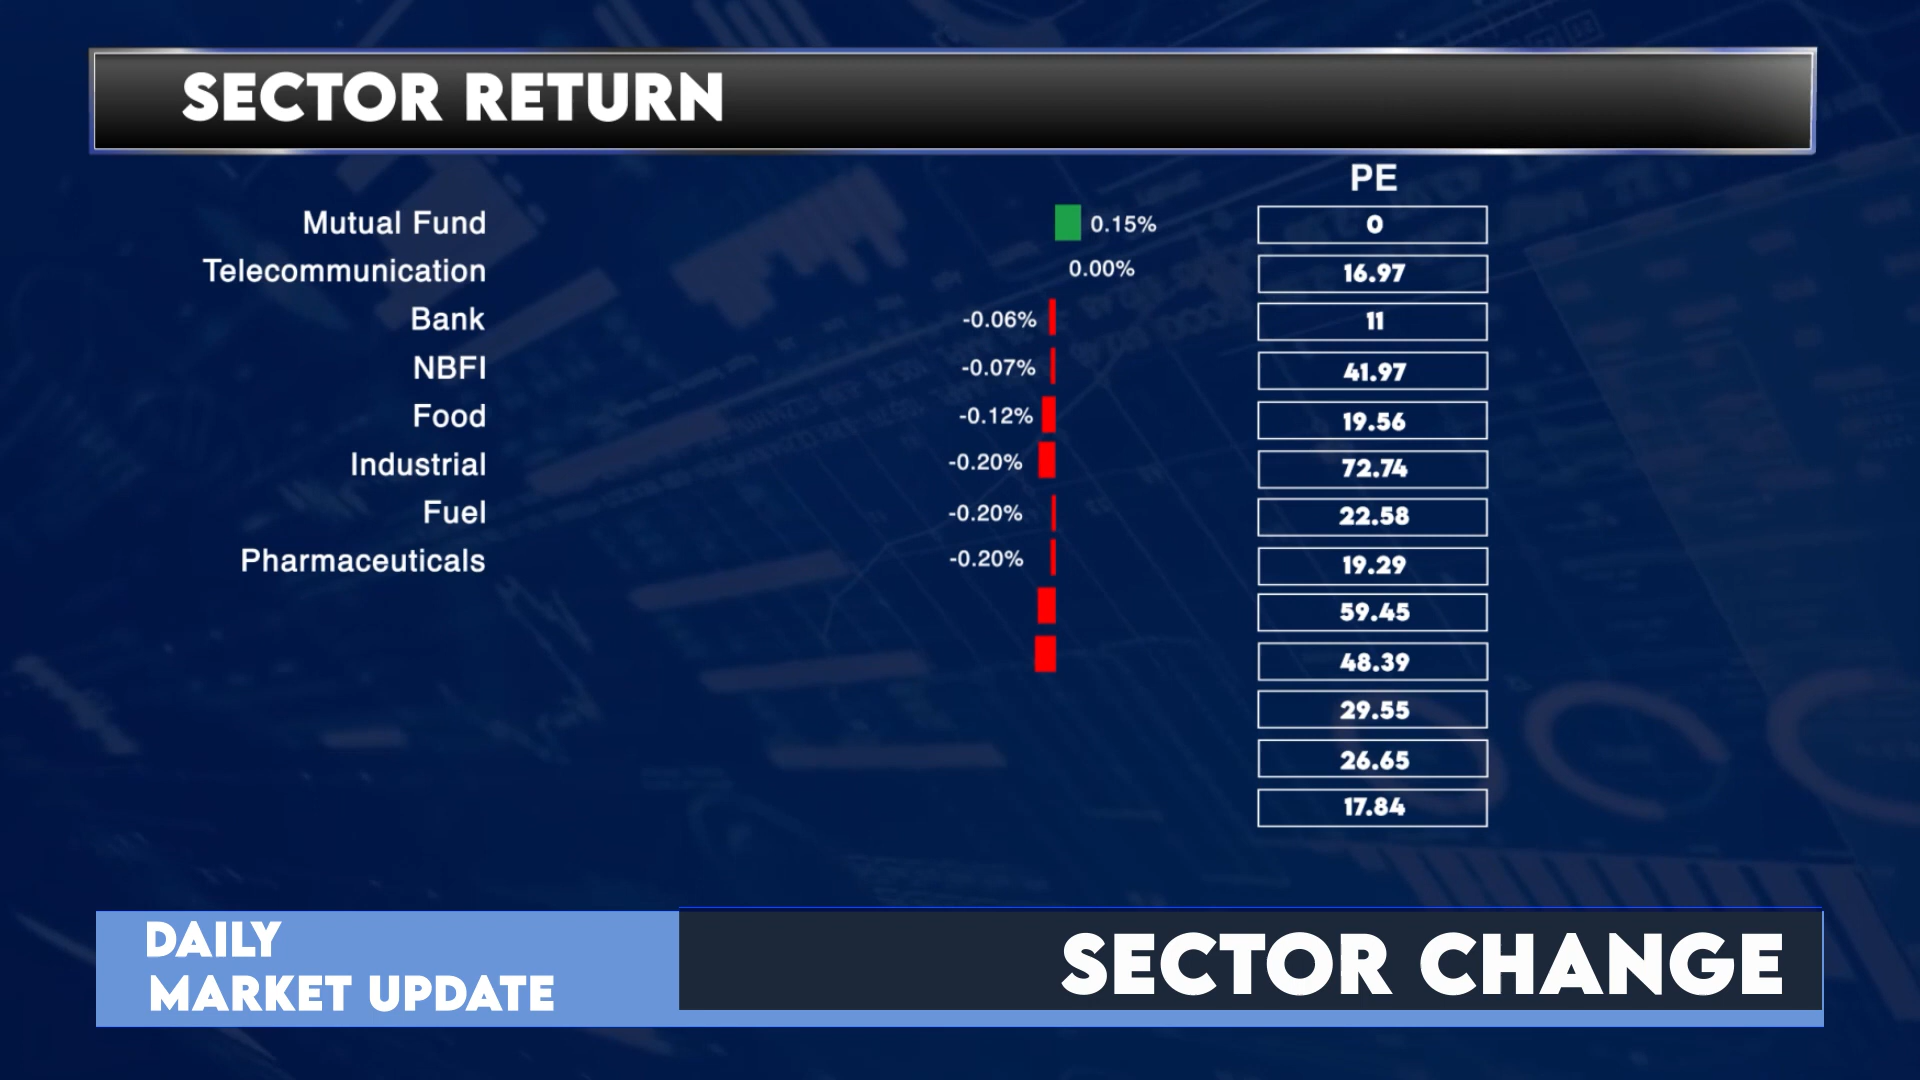 SECTOR RETURN
PE
Mutual Fund 0.15% 0
Telecommunication 0.00% 16.97
Bank -0.06% 11
NBFI -0.07% 41.97
Food -0.12% 19.56
Industrial -0.20% 72.74
Fuel -0.20% 22.58
Pharmaceuticals -0.20% 19.29
59.45
48.39
29.55
26.65
17.84
DAILY
MARKET UPDATE
SECTOR CHANGE